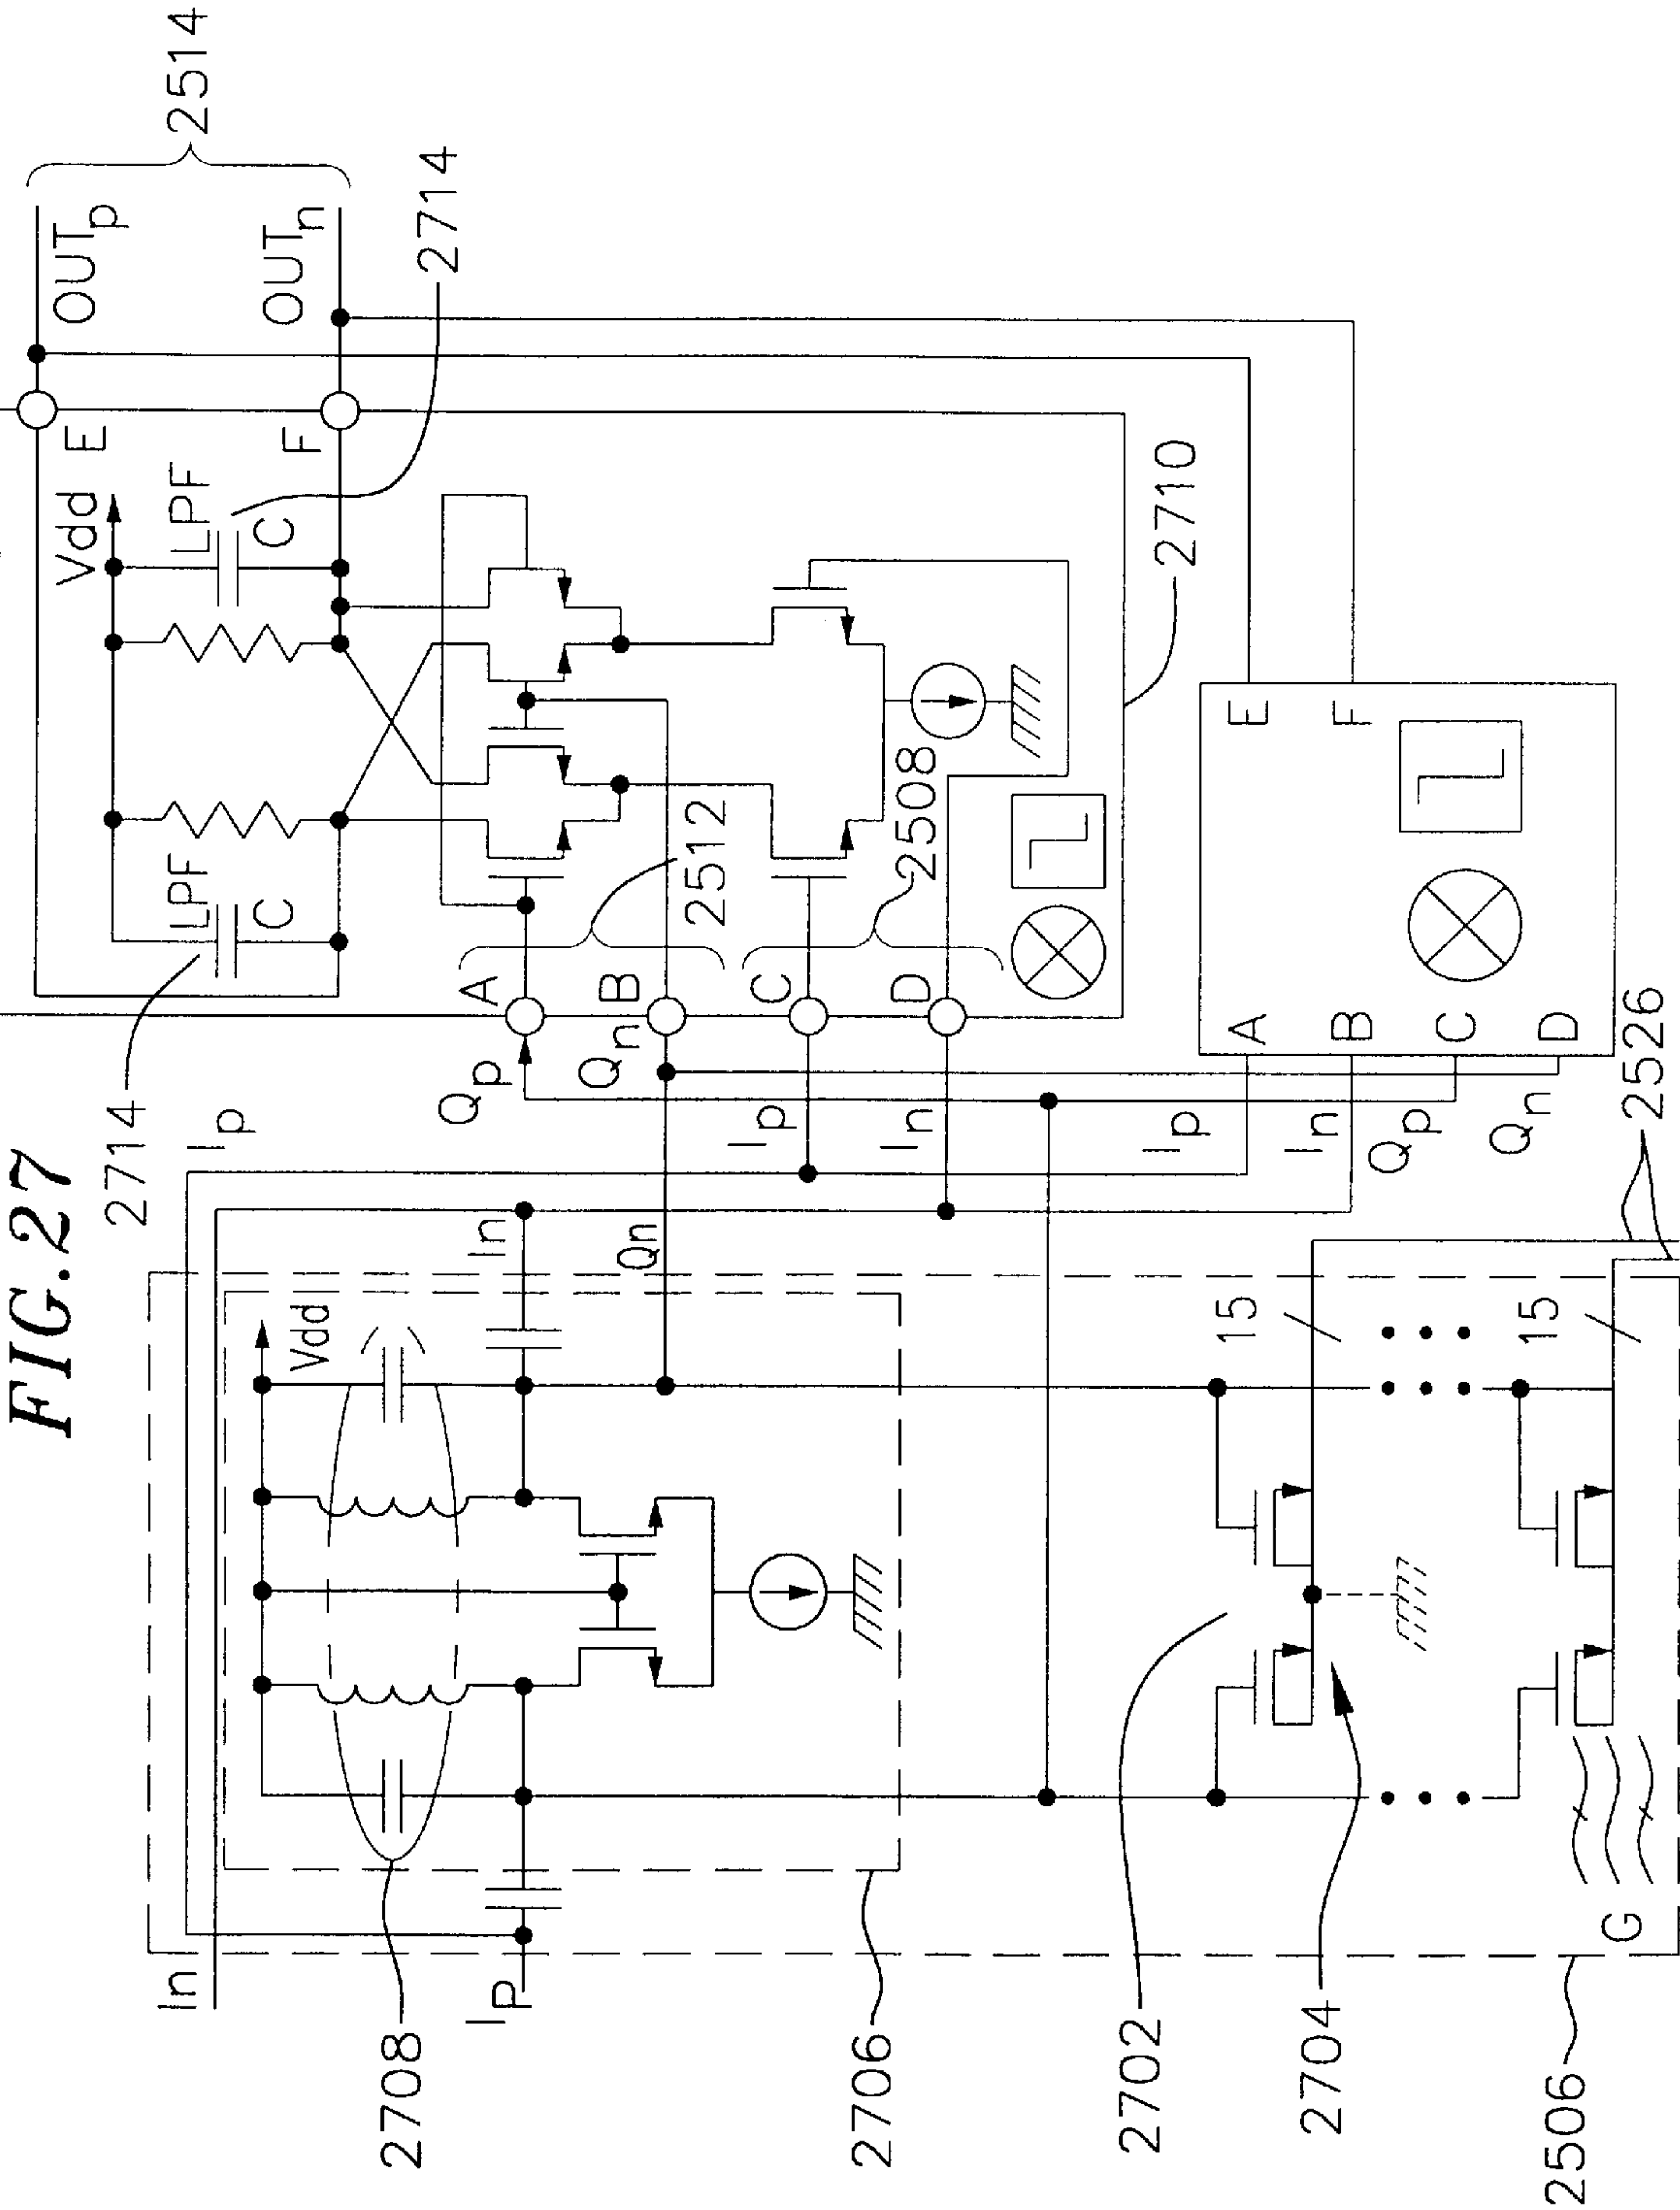 FIG.27
2514
OUTp
OUTn
2714
E
F
Vdd
LPF
C
LPF
C
2714
Ip
A
B
C
D
Qp
Qn
Ip
In
2512
2508
2710
In
Qn
Vdd
In
Ip
2708
2706
Ip
In
Qp
Qn
A
B
C
D
E
F
2526
15
15
2702
2704
G
2506